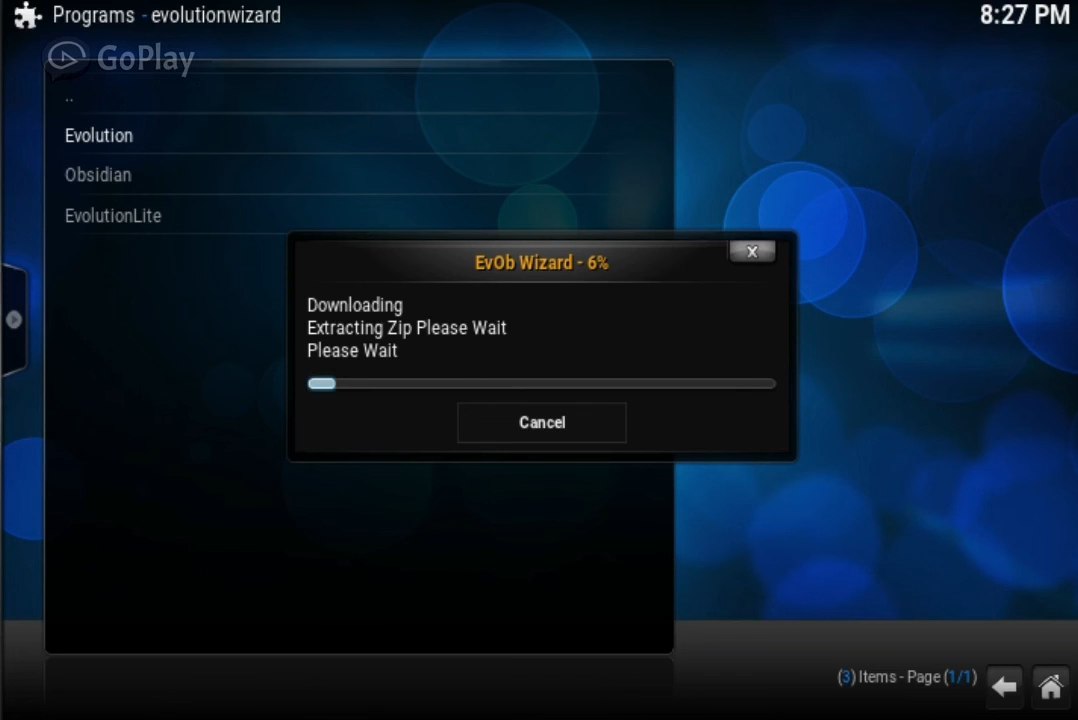 Programs - evolutionwizard
8:27 PM
GoPlay
..
Evolution
Obsidian
EvolutionLite
EvOb Wizard - 6%
X
Downloading
Extracting Zip Please Wait
Please Wait
Cancel
(3) Items - Page (1/1)